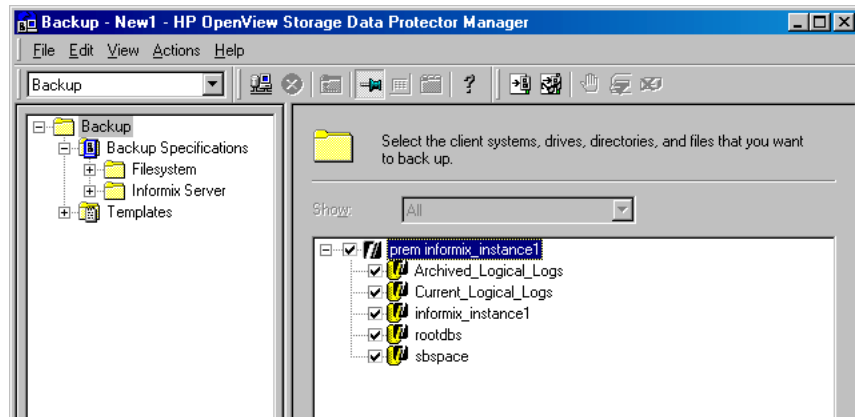 Backup - New1 - HP OpenView Storage Data Protector Manager
File Edit View Actions Help
Backup
Backup
Backup Specifications
Filesystem
Informix Server
Templates
Select the client systems, drives, directories, and files that you want
to back up.
Show: All
prem informix_instance1
Archived_Logical_Logs
Current_Logical_Logs
informix_instance1
rootdbs
sbspace